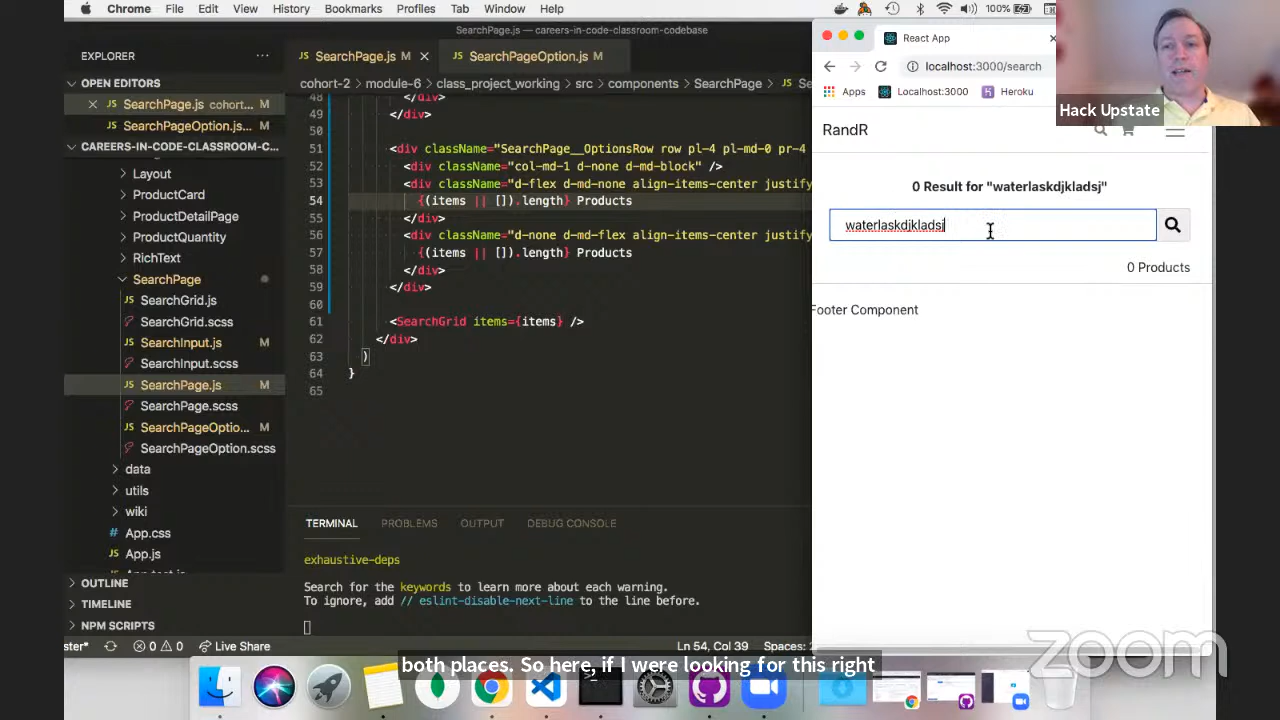 Chrome File Edit View History Bookmarks Profiles Tab Window Help 100%
SearchPage.js — careers-in-code-classroom-codebase
EXPLORER
OPEN EDITORS
SearchPage.js cohort...
M
SearchPageOption.js...
M
CAREERS-IN-CODE-CLASSROOM-C...
Layout
ProductCard
ProductDetailPage
RichText
SearchPage
SearchGrid.js
SearchGrid.scss
SearchInput.js M
SearchInput.scss
SearchPage.js M
SearchPage.scss
SearchPageOptio... M
SearchPageOption.scss
data
utils
wiki
App.css
App.js
OUTLINE
TIMELINE
NPM SCRIPTS
SearchPage.js M
SearchPageOption.js M
cohort-2 > module-6 > class_project_working > src > components > SearchPage > JS
48 </div>
49 </div>
50
51 <div className="SearchPage__OptionsRow row pl-4 pl-md-0 pr-4
52 <div className="col-md-1 d-none d-md-block" />
53 <div className="d-flex d-md-none align-items-center justify
54 {(items || []).length} Products
55 </div>
56 <div className="d-none d-md-flex align-items-center justify
57 {(items || []).length} Products
58 </div>
59 </div>
60
61 <SearchGrid items={items} />
62 </div>
63 )
64 }
65
TERMINAL PROBLEMS OUTPUT DEBUG CONSOLE
exhaustive-deps
Search for the keywords to learn more about each warning.
To ignore, add // eslint-disable-next-line to the line before.
ster* 0 0 Live Share Ln 54, Col 39 Spaces: 2
React App
localhost:3000/search
Apps Localhost:3000 Heroku
RandR
0 Result for "waterlaskdjkladsj"
waterlaskdjkladsj
0 Products
Footer Component
Hack Upstate
zoom
both places. So here, if I were looking for this right